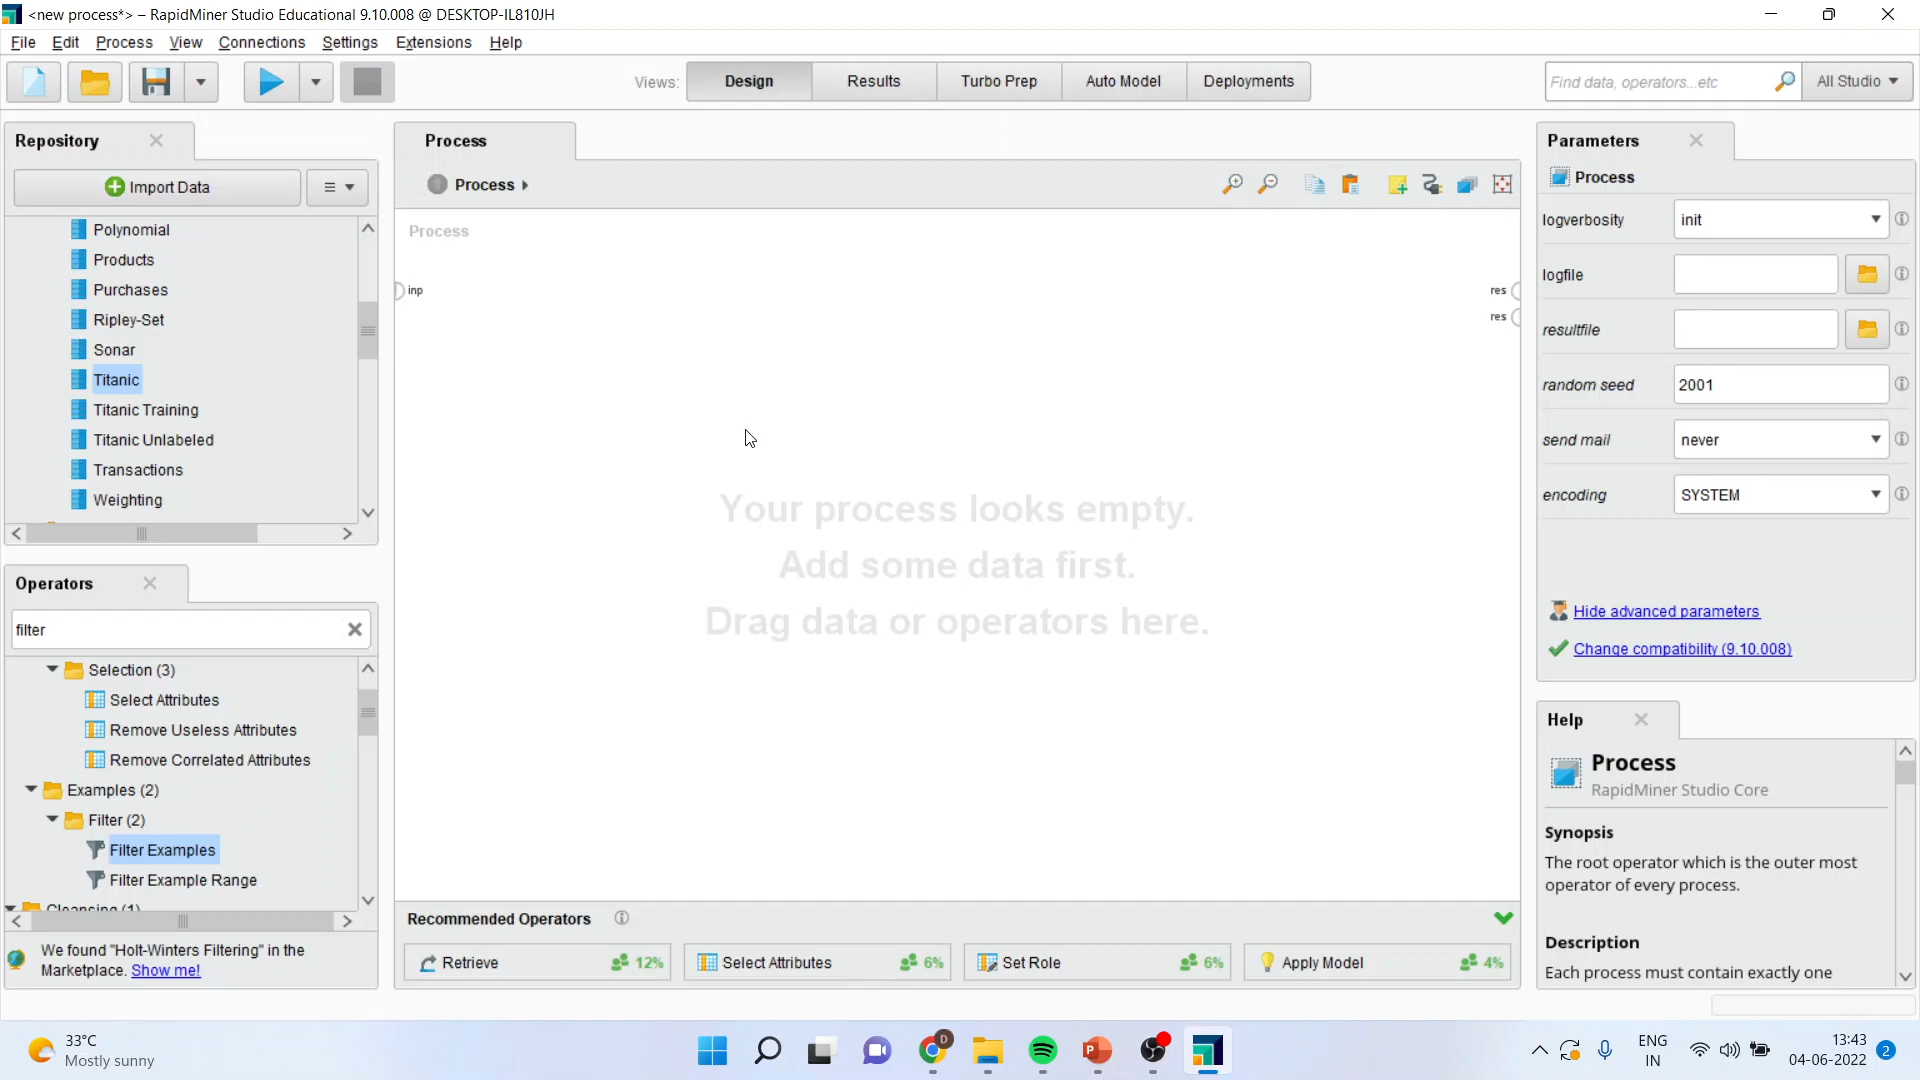 <new process*> – RapidMiner Studio Educational 9.10.008 @ DESKTOP-IL810JH
File Edit Process View Connections Settings Extensions Help
Views: Design Results Turbo Prep Auto Model Deployments
Find data, operators...etc All Studio
Repository
Import Data
Polynomial
Products
Purchases
Ripley-Set
Sonar
Titanic
Titanic Training
Titanic Unlabeled
Transactions
Weighting
Operators
filter
Selection (3)
Select Attributes
Remove Useless Attributes
Remove Correlated Attributes
Examples (2)
Filter (2)
Filter Examples
Filter Example Range
Cleansing (1)
We found "Holt-Winters Filtering" in the
Marketplace. Show me!
Process
Process
Process
inp
res
res
Your process looks empty.
Add some data first.
Drag data or operators here.
Recommended Operators
Retrieve 12%
Select Attributes 6%
Set Role 6%
Apply Model 4%
Parameters
Process
logverbosity init
logfile
resultfile
random seed 2001
send mail never
encoding SYSTEM
Hide advanced parameters
Change compatibility (9.10.008)
Help
Process
RapidMiner Studio Core
Synopsis
The root operator which is the outer most
operator of every process.
Description
Each process must contain exactly one
33°C
Mostly sunny
D
P
ENG
IN
13:43
04-06-2022
2